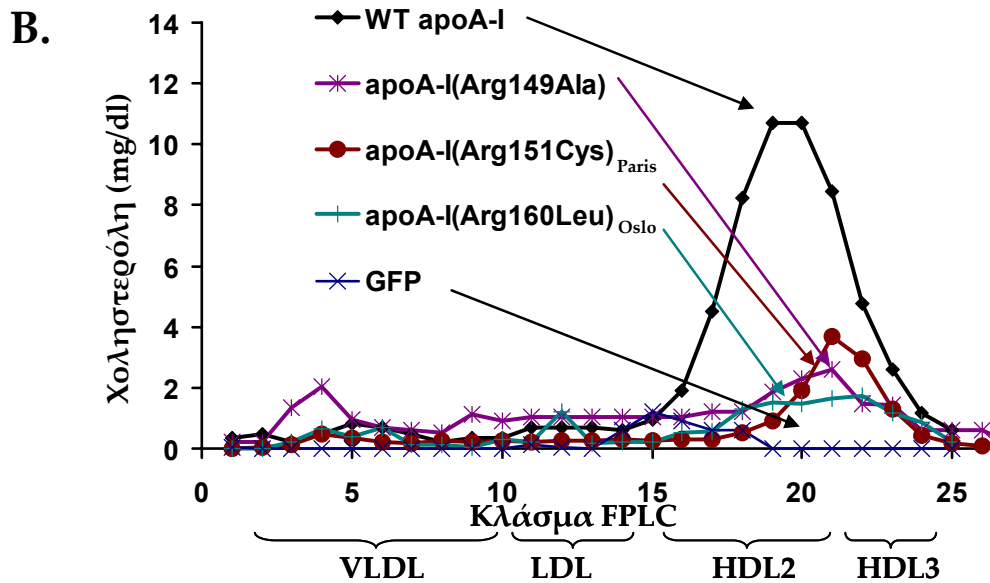 B.
WT apoA-I
apoA-I(Arg149Ala)
apoA-I(Arg151Cys) Paris
apoA-I(Arg160Leu) Oslo
GFP
Χοληστερόλη (mg/dl)
14
12
10
8
6
4
2
0
0 5 10 15 20 25
Κλάσμα FPLC
VLDL LDL HDL2 HDL3